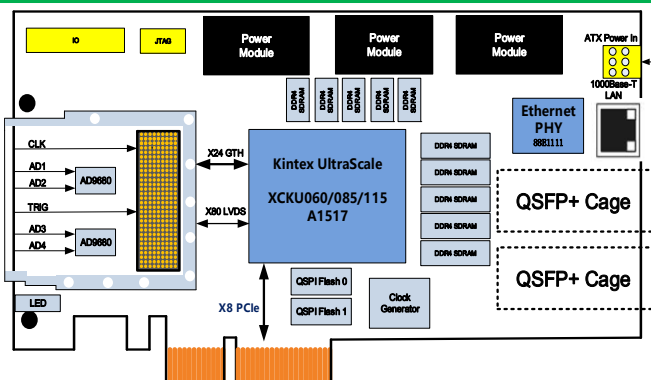 IO
JTAG
Power
Module
Power
Module
Power
Module
ATX Power In
1000Base-T
LAN
DDR4
SDRAM
DDR4
SDRAM
DDR4
SDRAM
DDR4
SDRAM
DDR4
SDRAM
Ethernet
PHY
88E1111
CLK
AD1
AD2
AD9680
TRIG
AD3
AD4
AD9680
LED
X24 GTH
X80 LVDS
Kintex UltraScale
XCKU060/085/115
A1517
DDR4 SDRAM
DDR4 SDRAM
DDR4 SDRAM
DDR4 SDRAM
DDR4 SDRAM
QSFP+ Cage
QSFP+ Cage
X8 PCIe
QSPI Flash 0
QSPI Flash 1
Clock
Generator